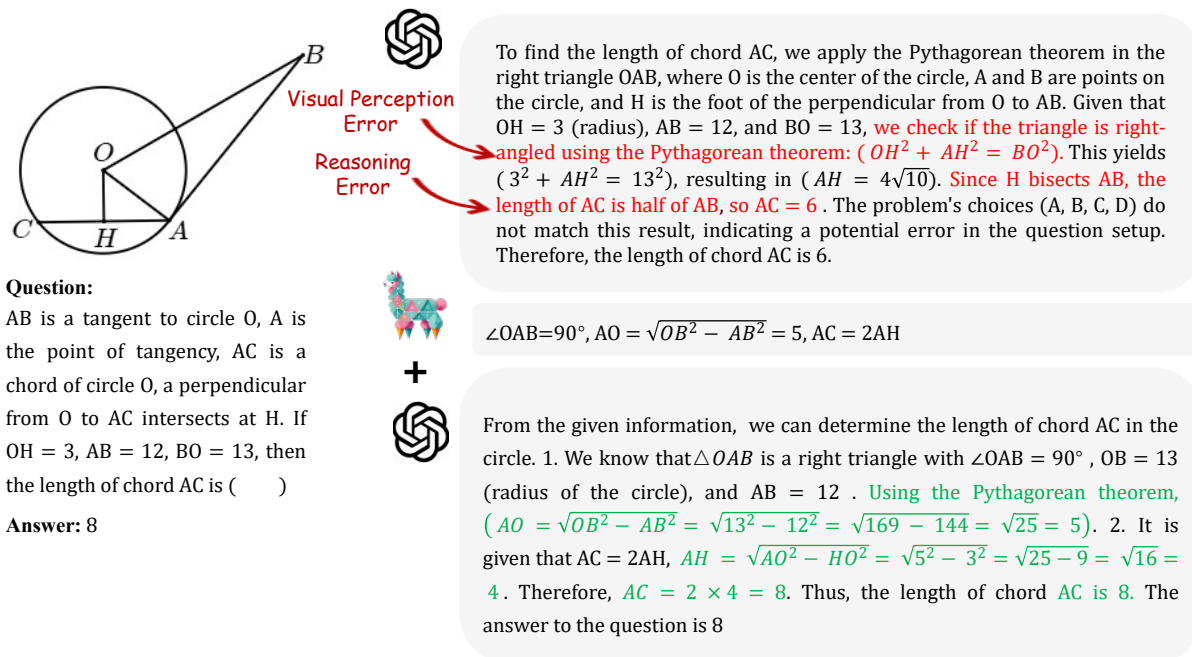 B
O
C
H
A
Question:
AB is a tangent to circle O, A is
the point of tangency, AC is a
chord of circle O, a perpendicular
from O to AC intersects at H. If
OH = 3, AB = 12, BO = 13, then
the length of chord AC is ( )
Answer: 8
Visual Perception
Error
Reasoning
Error
To find the length of chord AC, we apply the Pythagorean theorem in the
right triangle OAB, where O is the center of the circle, A and B are points on
the circle, and H is the foot of the perpendicular from O to AB. Given that
OH = 3 (radius), AB = 12, and BO = 13, we check if the triangle is right-
angled using the Pythagorean theorem: ( OH² + AH² = BO²). This yields
( 3² + AH² = 13²), resulting in ( AH = 4√10). Since H bisects AB, the
length of AC is half of AB, so AC = 6 . The problem's choices (A, B, C, D) do
not match this result, indicating a potential error in the question setup.
Therefore, the length of chord AC is 6.
+
∠OAB=90°, AO = √(OB² − AB²) = 5, AC = 2AH
From the given information, we can determine the length of chord AC in the
circle. 1. We know that△OAB is a right triangle with ∠OAB = 90° , OB = 13
(radius of the circle), and AB = 12 . Using the Pythagorean theorem,
( AO = √(OB² − AB²) = √(13² − 12²) = √(169 − 144) = √25 = 5). 2. It is
given that AC = 2AH, AH = √(AO² − HO²) = √(5² − 3²) = √(25 − 9) = √16 =
4 . Therefore, AC = 2 × 4 = 8. Thus, the length of chord AC is 8. The
answer to the question is 8